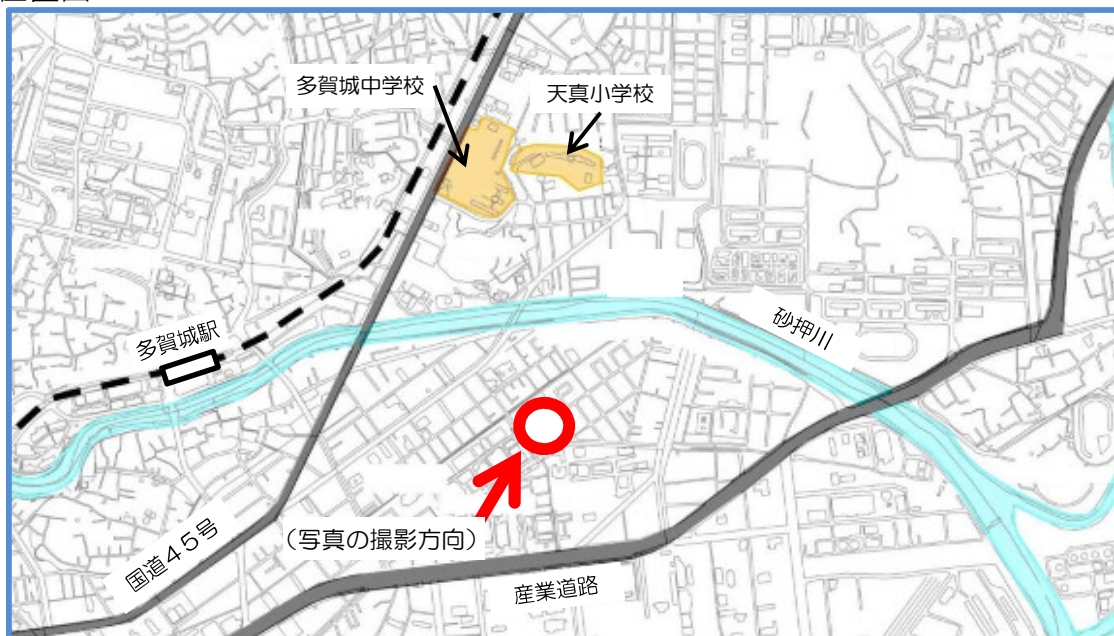 多賀城中学校
天真小学校
多賀城駅
砂押川
国道45号
(写真の撮影方向)
産業道路